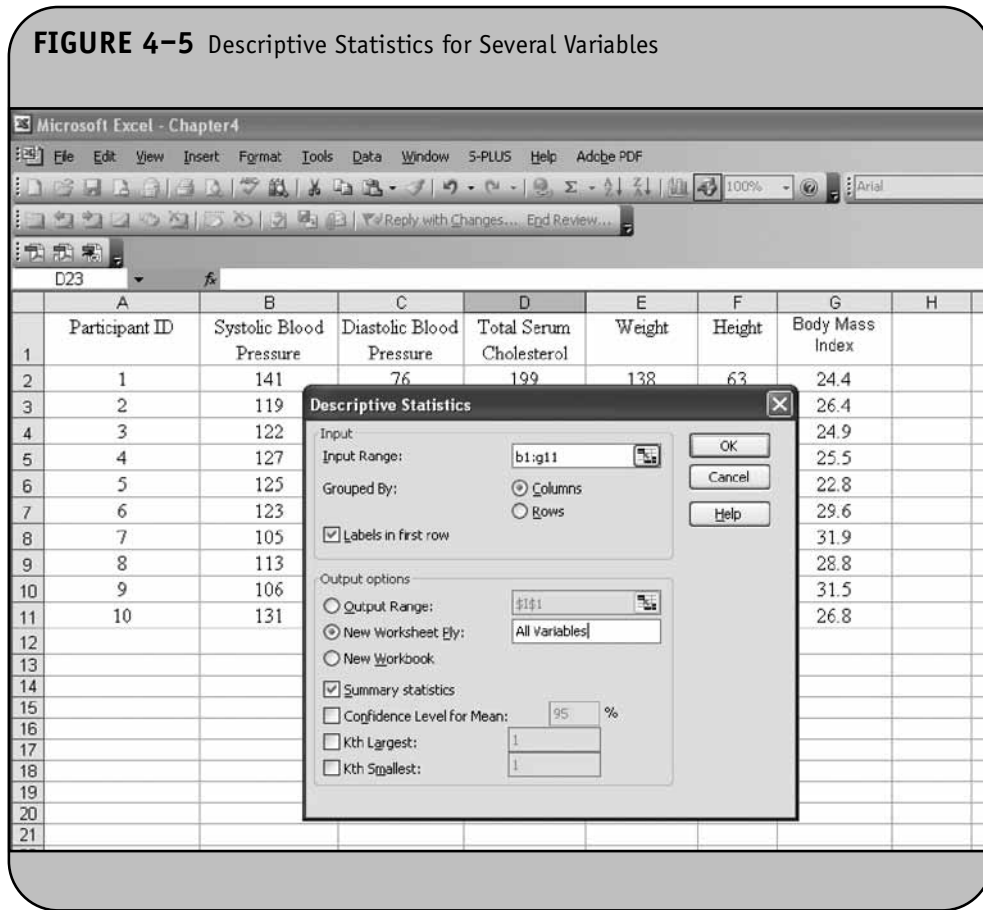 FIGURE 4–5 Descriptive Statistics for Several Variables
Microsoft Excel - Chapter4
File Edit View Insert Format Tools Data Window S-PLUS Help Adobe PDF
100% Arial
Reply with Changes... End Review...
D23 fx
A B C D E F G H
1 Participant ID Systolic Blood Pressure Diastolic Blood Pressure Total Serum Cholesterol Weight Height Body Mass Index
2 1 141 76 199 138 63 24.4
3 2 119 26.4
4 3 122 24.9
5 4 127 25.5
6 5 125 22.8
7 6 123 29.6
8 7 105 31.9
9 8 113 28.8
10 9 106 31.5
11 10 131 26.8
12
13
14
15
16
17
18
19
20
21
Descriptive Statistics
Input
Input Range: b1:g11
Grouped By: Columns
Rows
Labels in first row
OK
Cancel
Help
Output options
Output Range: $I$1
New Worksheet Ply: All Variables
New Workbook
Summary statistics
Confidence Level for Mean: 95 %
Kth Largest: 1
Kth Smallest: 1